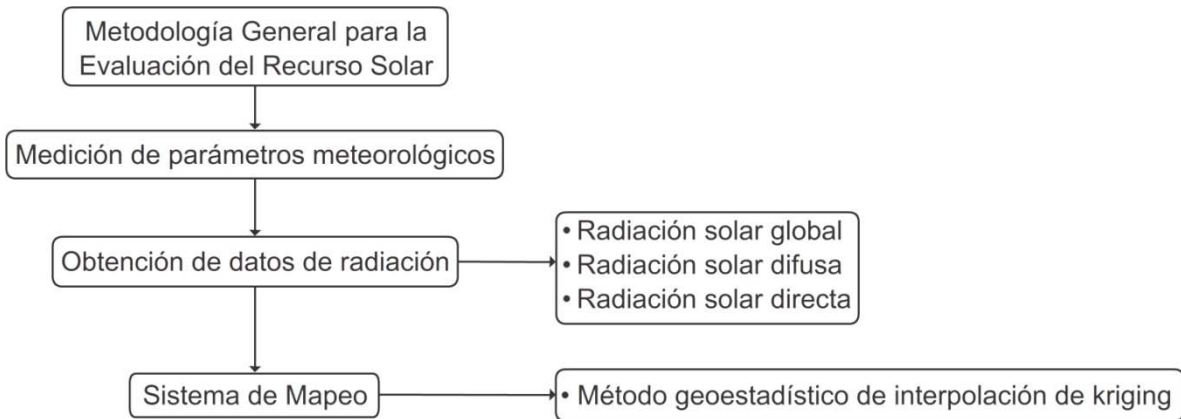 Metodología General para la
Evaluación del Recurso Solar
Medición de parámetros meteorológicos
Obtención de datos de radiación
• Radiación solar global
• Radiación solar difusa
• Radiación solar directa
Sistema de Mapeo
• Método geoestadístico de interpolación de kriging